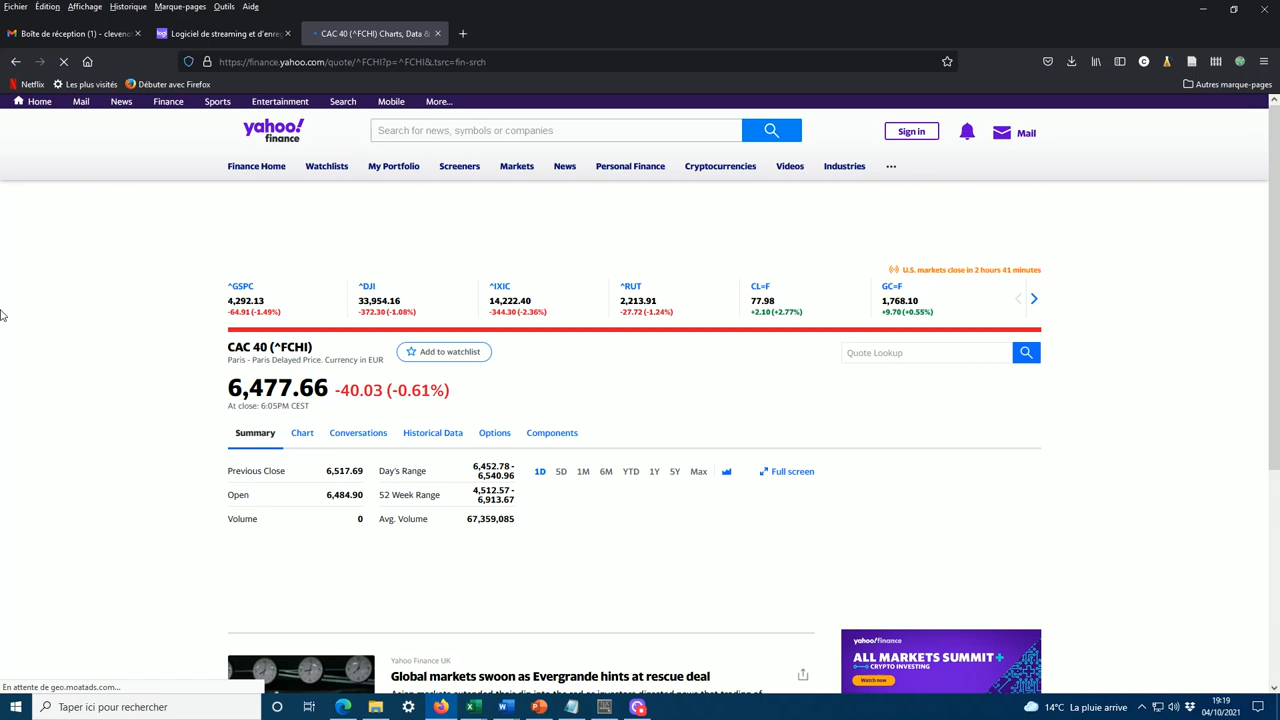 Fichier Édition Affichage Historique Marque-pages Outils Aide
Boîte de réception (1) - clevenot
Logiciel de streaming et d'enreg
CAC 40 (^FCHI) Charts, Data &
https://finance.yahoo.com/quote/^FCHI?p=^FCHI&.tsrc=fin-srch
Netflix Les plus visités Débuter avec Firefox Autres marque-pages
Home Mail News Finance Sports Entertainment Search Mobile More...
yahoo!
finance
Search for news, symbols or companies
Sign in
Mail
Finance Home Watchlists My Portfolio Screeners Markets News Personal Finance Cryptocurrencies Videos Industries ...
U.S. markets close in 2 hours 41 minutes
^GSPC ^DJI ^IXIC ^RUT CL=F GC=F
4,292.13 33,954.16 14,222.40 2,213.91 77.98 1,768.10
-64.91 (-1.49%) -372.30 (-1.08%) -344.30 (-2.36%) -27.72 (-1.24%) +2.10 (+2.77%) +9.70 (+0.55%)
CAC 40 (^FCHI)
Add to watchlist
Quote Lookup
Paris - Paris Delayed Price. Currency in EUR
6,477.66 -40.03 (-0.61%)
At close: 6:05PM CEST
Summary Chart Conversations Historical Data Options Components
Previous Close 6,517.69
Open 6,484.90
Volume 0
Day's Range 6,452.78 -
6,540.96
52 Week Range 4,512.57 -
6,913.67
Avg. Volume 67,359,085
1D 5D 1M 6M YTD 1Y 5Y Max Full screen
Yahoo Finance UK
Global markets swoon as Evergrande hints at rescue deal
yahoo/finance
ALL MARKETS SUMMIT+
CRYPTO INVESTING
Watch now
En attente de geo.moatads.com...
Taper ici pour rechercher
14°C La pluie arrive
19:19
04/10/2021